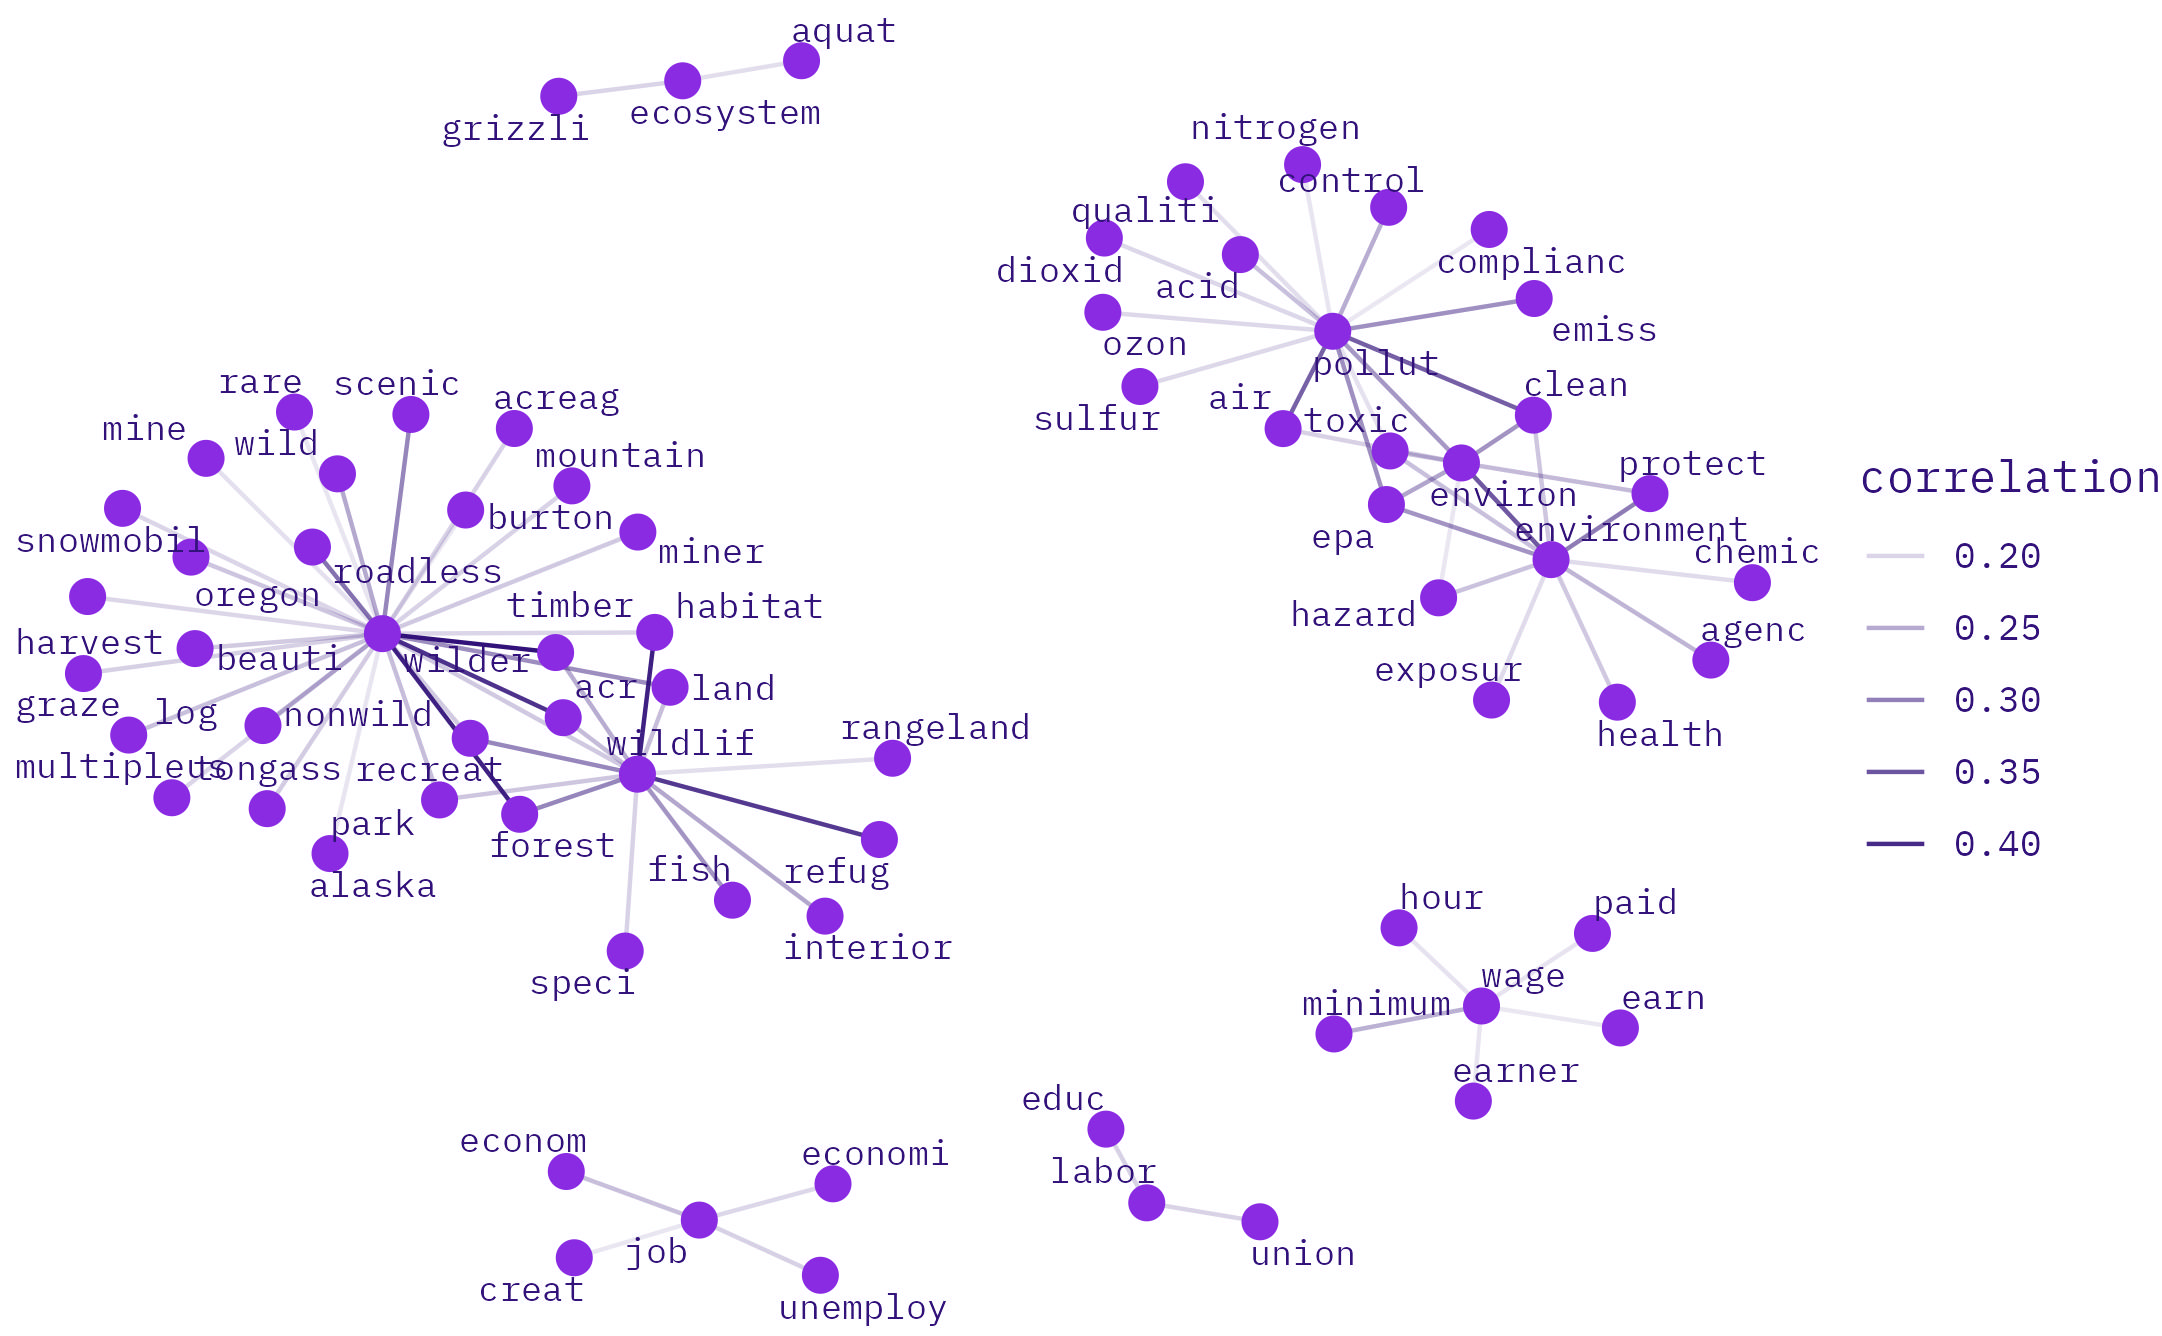 aquat
ecosystem
grizzli
nitrogen
control
qualiti
complianc
dioxid
acid
emiss
ozon
pollut
rare
scenic
clean
acreag
air
sulfur
toxic
mine
wild
mountain
protect
correlation
environ
burton
environment
snowmobil
epa
miner
chemic
0.20
roadless
oregon
timber
habitat
hazard
0.25
agenc
harvest
beauti
wilder
exposur
acr
land
0.30
graze
log
nonwild
rangeland
health
wildlif
multipleus
tongass
recreat
0.35
park
forest
0.40
fish
refug
alaska
hour
paid
interior
speci
wage
minimum
earn
earner
educ
econom
economi
labor
job
union
creat
unemploy